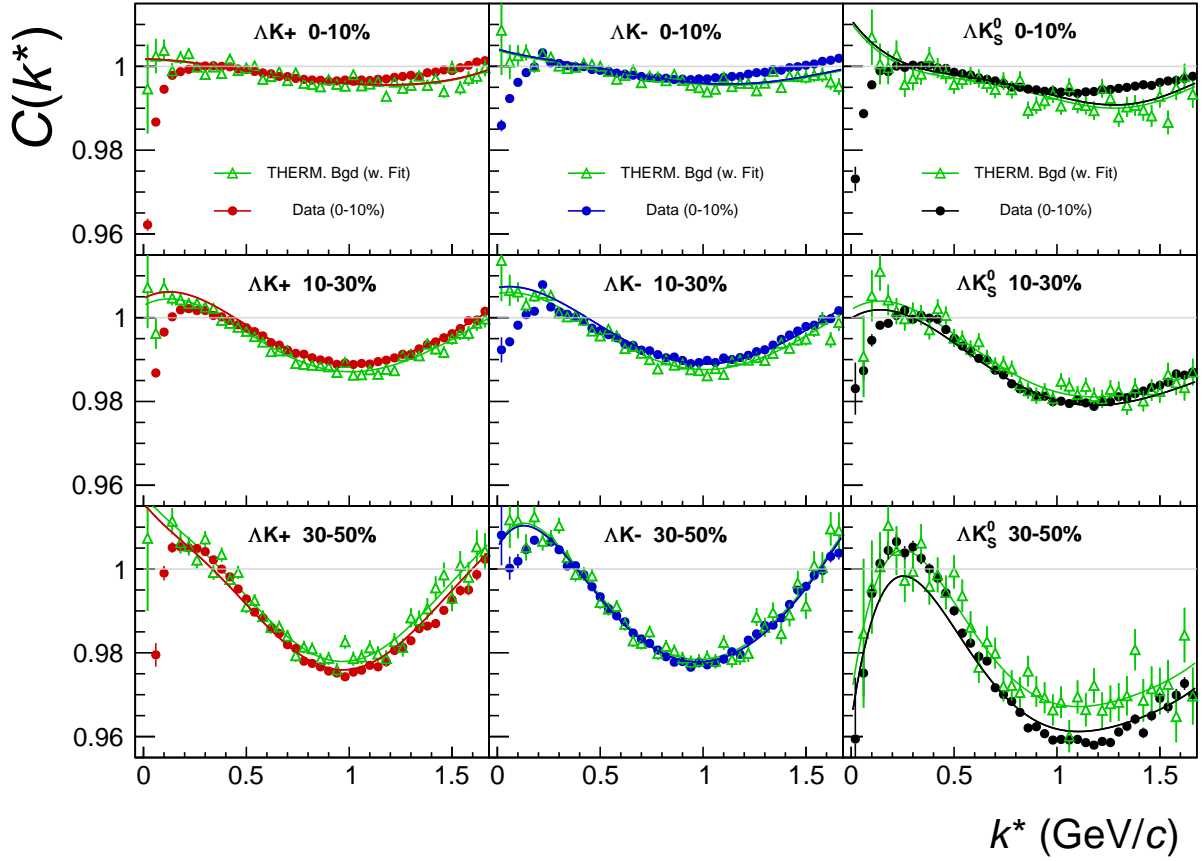 C(k*)
ΛK+ 0-10%
ΛK- 0-10%
ΛK⁰S 0-10%
1
0.98
0.96
THERM. Bgd (w. Fit)
Data (0-10%)
THERM. Bgd (w. Fit)
Data (0-10%)
THERM. Bgd (w. Fit)
Data (0-10%)
ΛK+ 10-30%
ΛK- 10-30%
ΛK⁰S 10-30%
1
0.98
0.96
ΛK+ 30-50%
ΛK- 30-50%
ΛK⁰S 30-50%
1
0.98
0.96
0 0.5 1 1.5
0 0.5 1 1.5
0 0.5 1 1.5
k* (GeV/c)